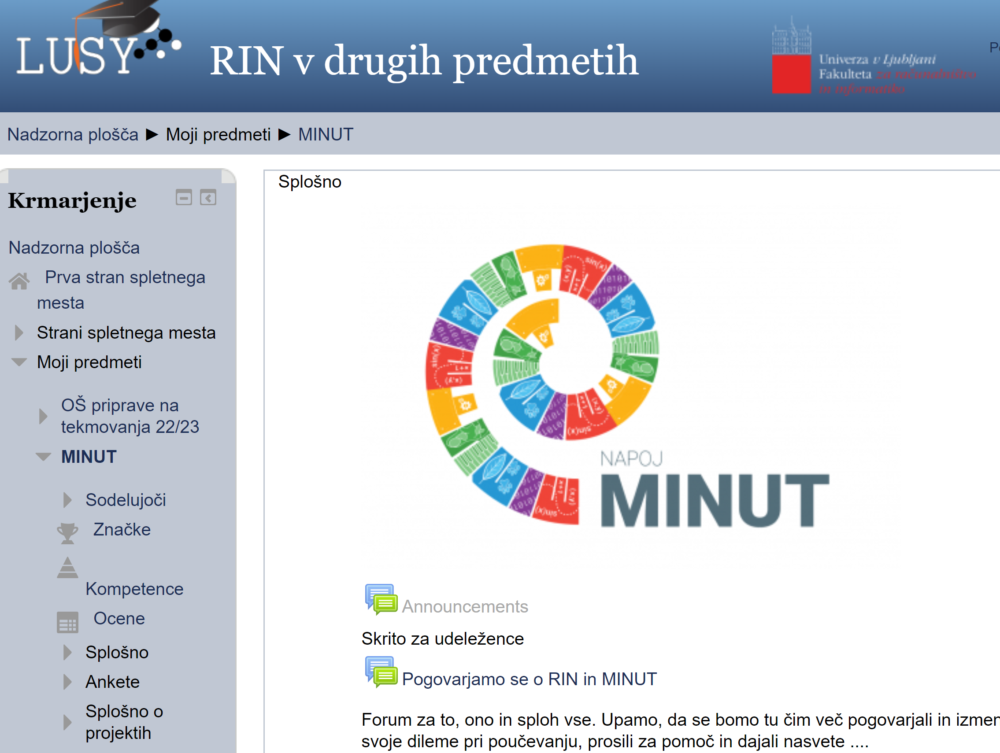 LUSY
RIN v drugih predmetih
Univerza v Ljubljani
Fakulteta za računalništvo
in informatiko
Nadzorna plošča ► Moji predmeti ► MINUT
Krmarjenje
Nadzorna plošča
Prva stran spletnega
mesta
Strani spletnega mesta
Moji predmeti
OŠ priprave na
tekmovanja 22/23
MINUT
Sodelujoči
Značke
Kompetence
Ocene
Splošno
Ankete
Splošno o
projektih
Splošno
sin(x)
NAPOJ
MINUT
Announcements
Skrito za udeležence
Pogovarjamo se o RIN in MINUT
Forum za to, ono in sploh vse. Upamo, da se bomo tu čim več pogovarjali in
svoje dileme pri poučevanju, prosili za pomoč in dajali nasvete ....